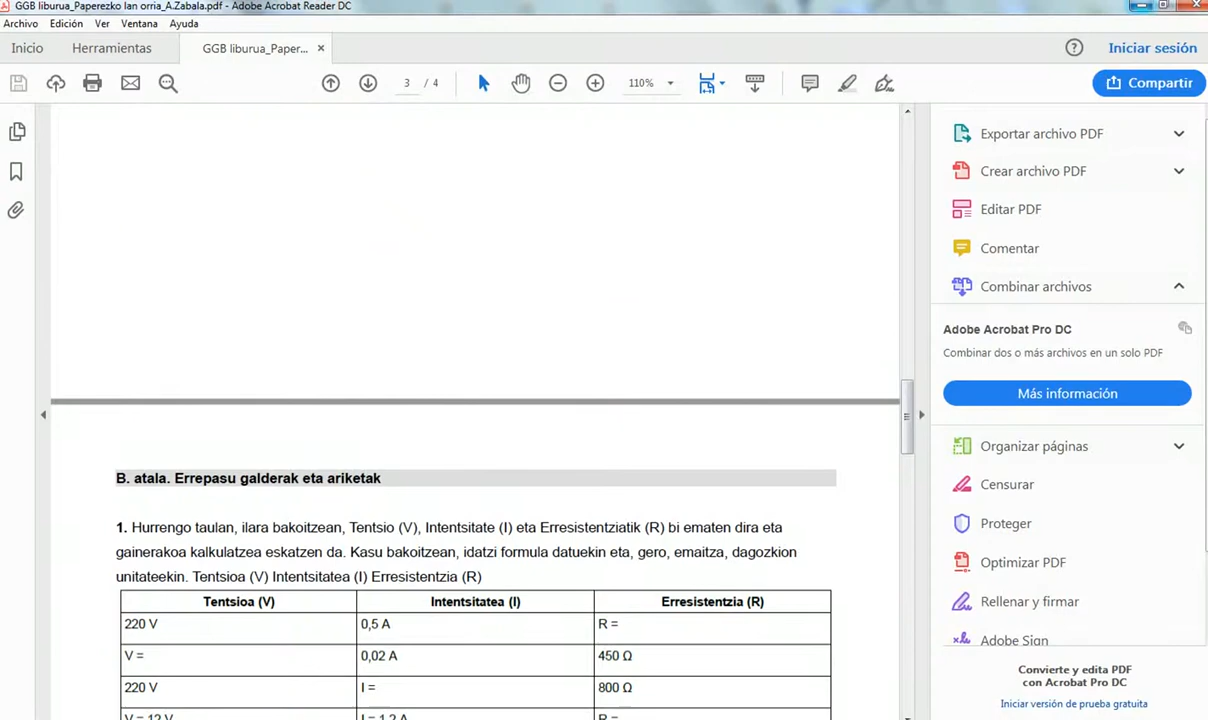 GGB liburua_Paperezko lan orria_A.Zabala.pdf - Adobe Acrobat Reader DC
Archivo Edición Ver Ventana Ayuda
Inicio Herramientas GGB liburua_Paper... × Iniciar sesión
3 / 4 110% Compartir
Exportar archivo PDF
Crear archivo PDF
Editar PDF
Comentar
Combinar archivos
Adobe Acrobat Pro DC
Combinar dos o más archivos en un solo PDF
Más información
Organizar páginas
Censurar
Proteger
Optimizar PDF
Rellenar y firmar
Adobe Sign
Convierte y edita PDF
con Acrobat Pro DC
Iniciar versión de prueba gratuita
B. atala. Errepasu galderak eta ariketak
1. Hurrengo taulan, ilara bakoitzean, Tentsio (V), Intentsitate (I) eta Erresistentziatik (R) bi ematen dira eta
gainerakoa kalkulatzea eskatzen da. Kasu bakoitzean, idatzi formula datuekin eta, gero, emaitza, dagozkion
unitateekin. Tentsioa (V) Intentsitatea (I) Erresistentzia (R)
Tentsioa (V) Intentsitatea (I) Erresistentzia (R)
220 V 0,5 A R =
V = 0,02 A 450 Ω
220 V I = 800 Ω
V = 12 V I = 1,2 A R =